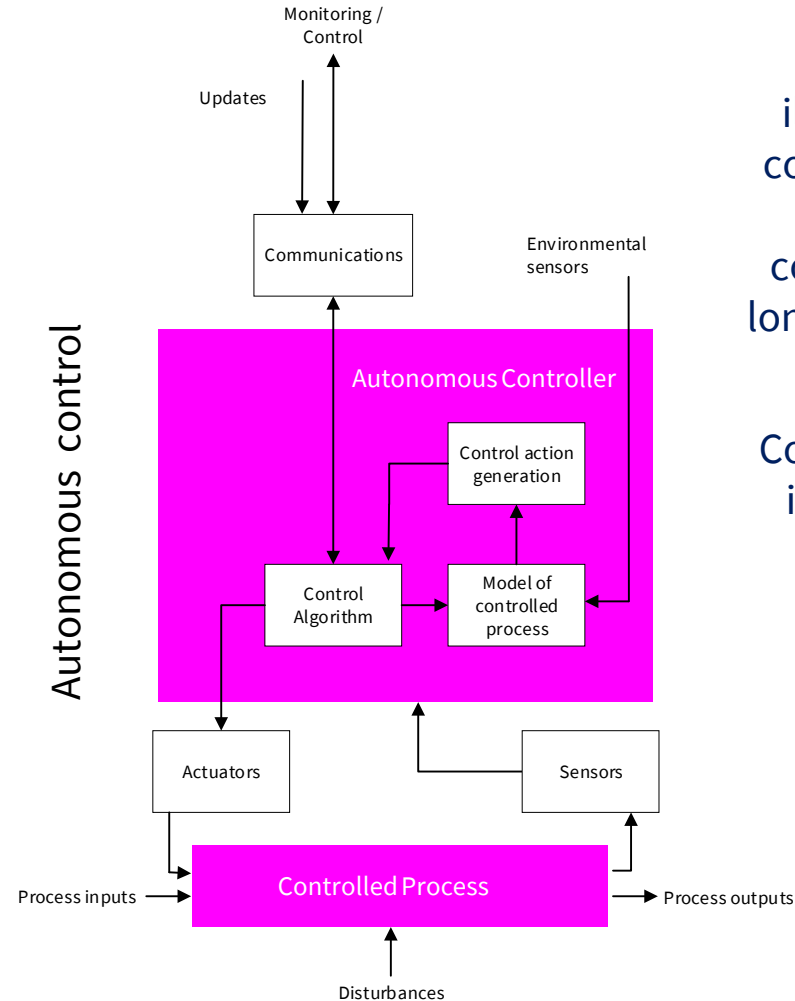 Monitoring /
Control
Updates
Communications
Environmental
sensors
Autonomous control
Autonomous Controller
Control action
generation
Control
Algorithm
Model of
controlled
process
Actuators
Sensors
Controlled Process
Process inputs
Process outputs
Disturbances